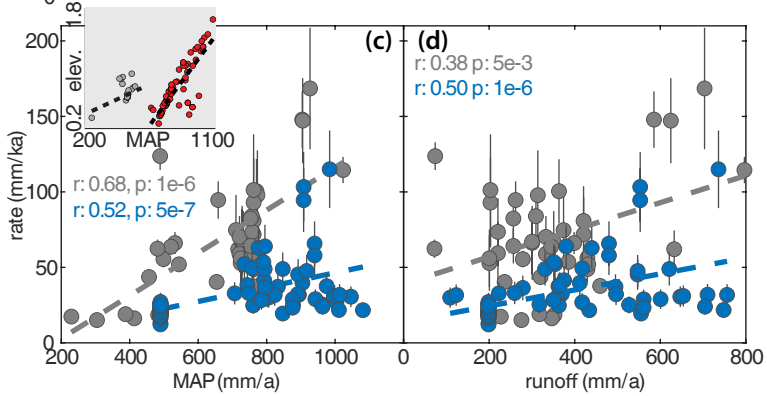 200
150
100
50
0
rate (mm/ka)
1.8
elev.
0.2
200 MAP 1100
(c)
r: 0.68, p: 1e-6
r: 0.52, p: 5e-7
200 400 600 800 1000
MAP (mm/a)
(d)
r: 0.38 p: 5e-3
r: 0.50 p: 1e-6
0 200 400 600 800
runoff (mm/a)